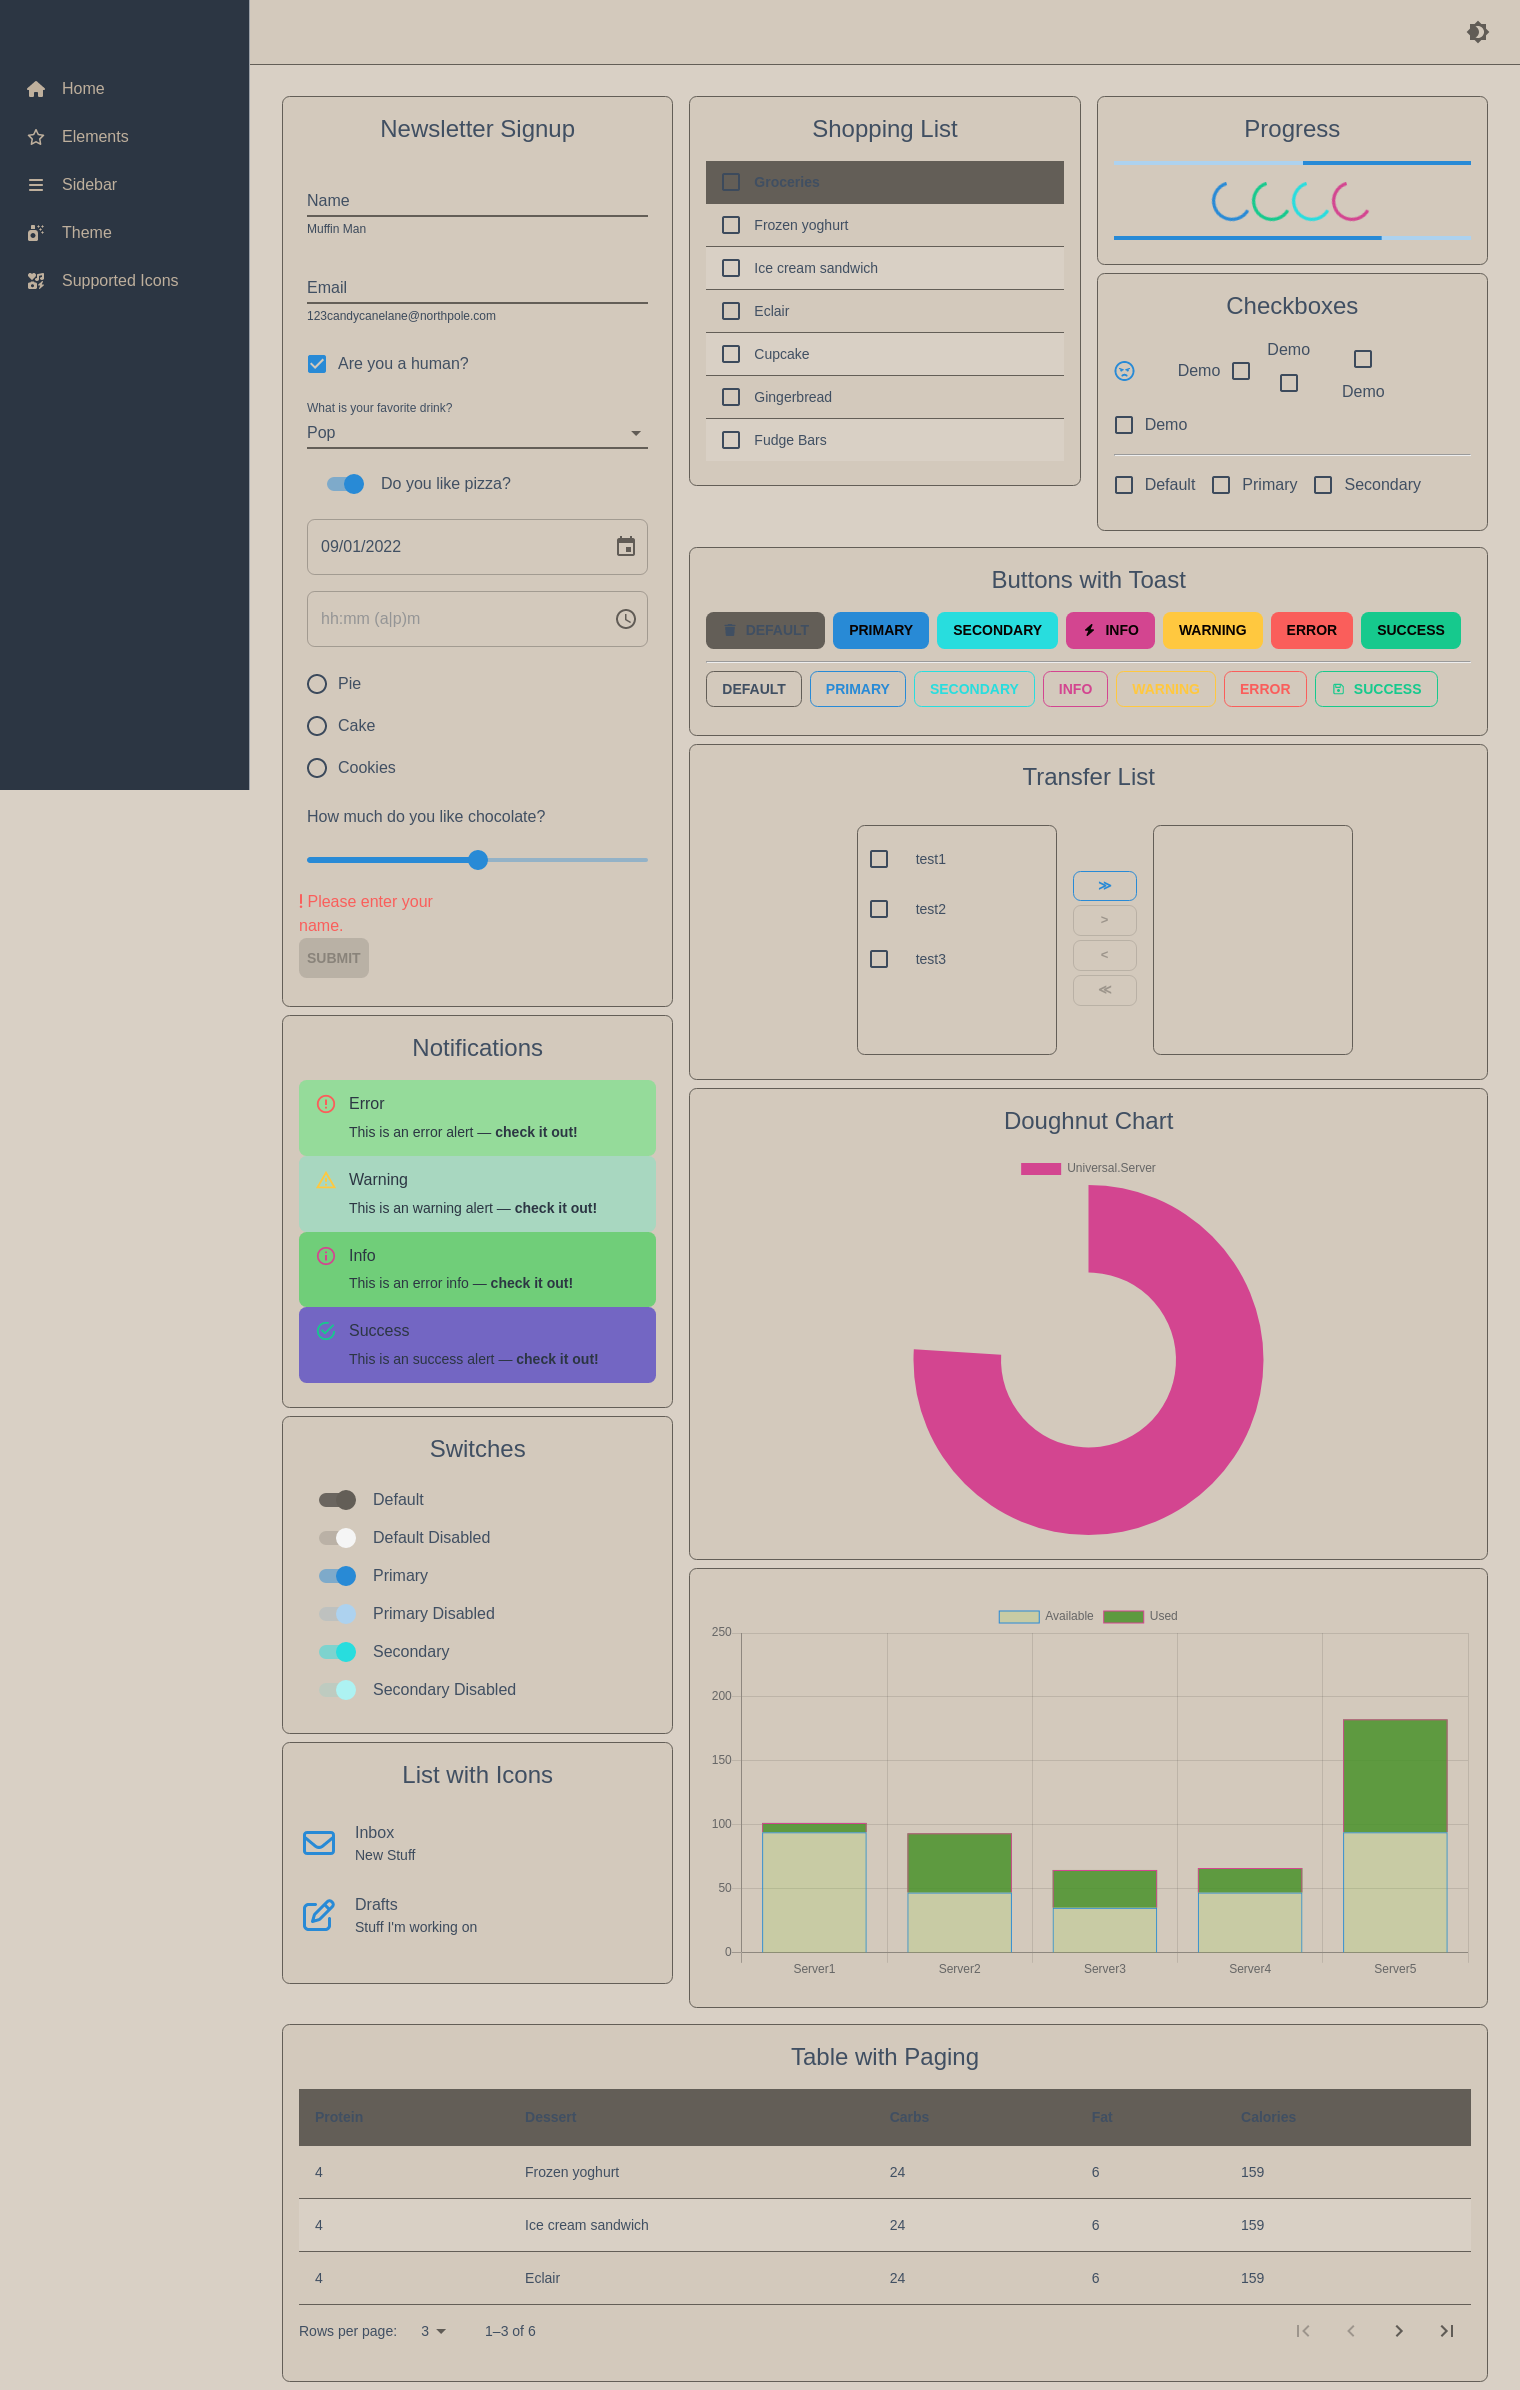 Home
Elements
Sidebar
Theme
Supported Icons
Newsletter Signup
Name
Muffin Man
Email
123candycanelane@northpole.com
Are you a human?
What is your favorite drink?
Pop
Do you like pizza?
09/01/2022
hh:mm (a|p)m
Pie
Cake
Cookies
How much do you like chocolate?
! Please enter your
name.
SUBMIT
Notifications
Error
This is an error alert — check it out!
Warning
This is an warning alert — check it out!
Info
This is an error info — check it out!
Success
This is an success alert — check it out!
Switches
Default
Default Disabled
Primary
Primary Disabled
Secondary
Secondary Disabled
List with Icons
Inbox
New Stuff
Drafts
Stuff I'm working on
Shopping List
Groceries
Frozen yoghurt
Ice cream sandwich
Eclair
Cupcake
Gingerbread
Fudge Bars
Progress
Checkboxes
Demo
Demo
Demo
Demo
Default Primary Secondary
Buttons with Toast
DEFAULT PRIMARY SECONDARY INFO WARNING ERROR SUCCESS
DEFAULT PRIMARY SECONDARY INFO WARNING ERROR SUCCESS
Transfer List
test1
test2
test3
≫
>
<
≪
Doughnut Chart
Universal.Server
Available Used
250
200
150
100
50
0
Server1 Server2 Server3 Server4 Server5
Table with Paging
Protein Dessert Carbs Fat Calories
4 Frozen yoghurt 24 6 159
4 Ice cream sandwich 24 6 159
4 Eclair 24 6 159
Rows per page: 3 1–3 of 6